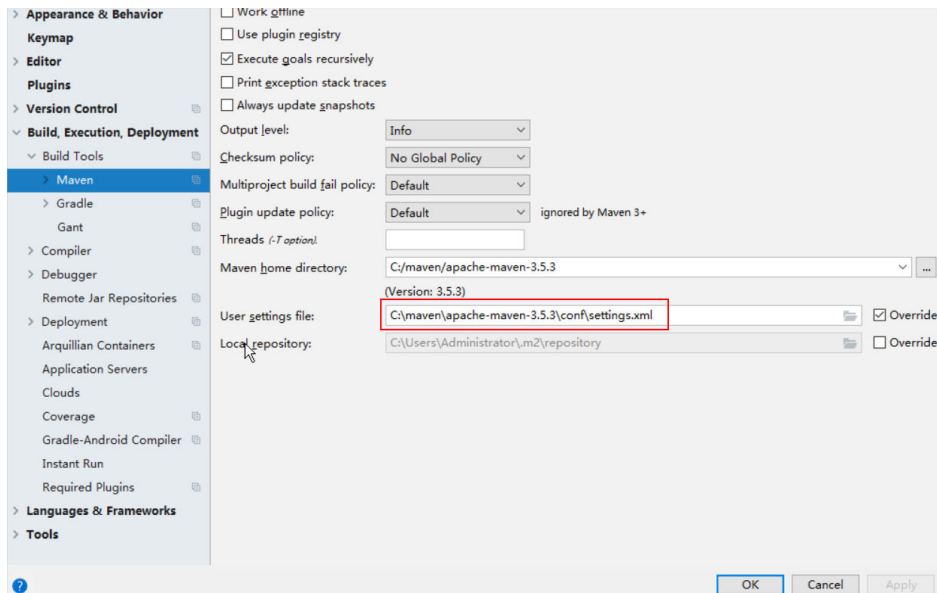 Appearance & Behavior
Keymap
Editor
Plugins
Version Control
Build, Execution, Deployment
Build Tools
Maven
Gradle
Gant
Compiler
Debugger
Remote Jar Repositories
Deployment
Arquillian Containers
Application Servers
Clouds
Coverage
Gradle-Android Compiler
Instant Run
Required Plugins
Languages & Frameworks
Tools
Work offline
Use plugin registry
Execute goals recursively
Print exception stack traces
Always update snapshots
Output level: Info
Checksum policy: No Global Policy
Multiproject build fail policy: Default
Plugin update policy: Default ignored by Maven 3+
Threads (-T option).
Maven home directory: C:/maven/apache-maven-3.5.3 ...
(Version: 3.5.3)
User settings file: C:\maven\apache-maven-3.5.3\conf\settings.xml Override
Local repository: C:\Users\Administrator\.m2\repository Override
? OK Cancel Apply